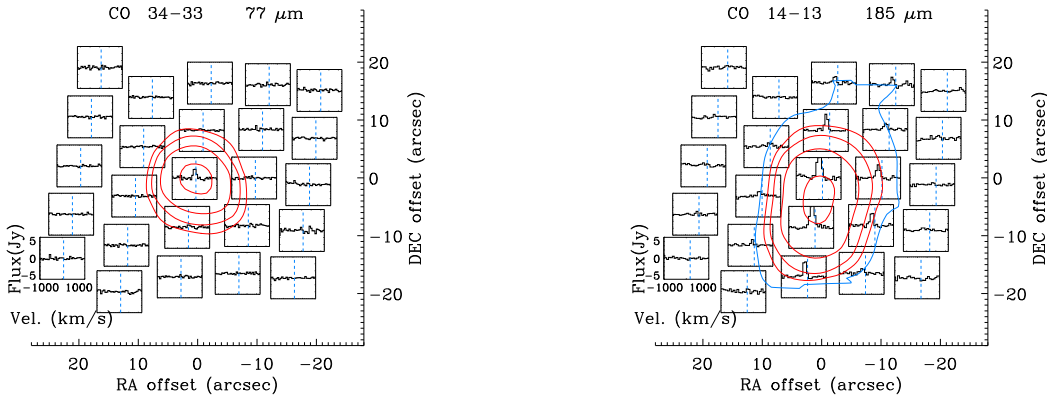 CO 34-33 77 μm
20
10
0
-10
-20
DEC offset (arcsec)
Flux(Jy)
5
0
-5
-1000 1000
Vel. (km/s)
20 10 0 -10 -20
RA offset (arcsec)
CO 14-13 185 μm
20
10
0
-10
-20
DEC offset (arcsec)
Flux(Jy)
5
0
-5
-1000 1000
Vel. (km/s)
20 10 0 -10 -20
RA offset (arcsec)